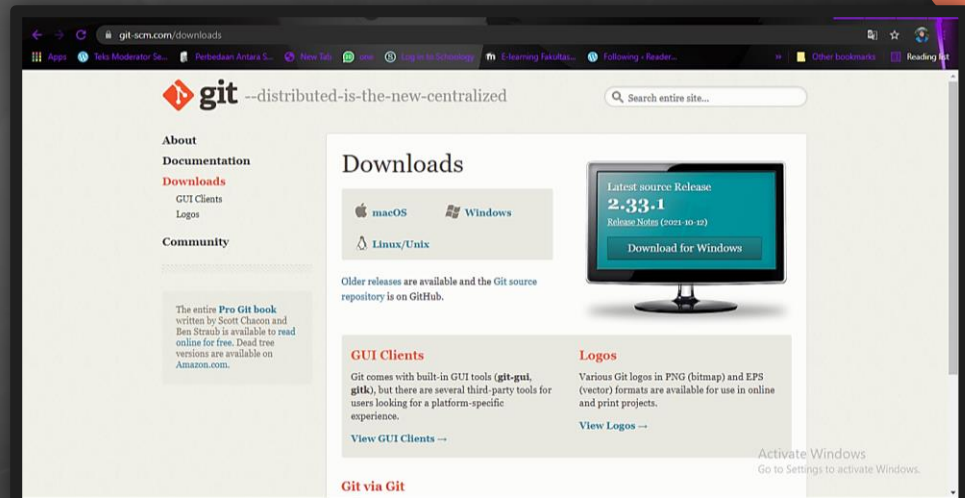 git-scm.com/downloads
Apps
Teks Moderator Se...
Perbedaan Antara S...
New Tab
one
Log in to Schoology
E-learning Fakultas...
Following ‹ Reader...
»
Other bookmarks
Reading list
git --distributed-is-the-new-centralized
Search entire site...
About
Documentation
Downloads
GUI Clients
Logos
Community
The entire Pro Git book
written by Scott Chacon and
Ben Straub is available to read
online for free. Dead tree
versions are available on
Amazon.com.
Downloads
macOS
Windows
Linux/Unix
Older releases are available and the Git source
repository is on GitHub.
Latest source Release
2.33.1
Release Notes (2021-10-12)
Download for Windows
GUI Clients
Git comes with built-in GUI tools (git-gui,
gitk), but there are several third-party tools for
users looking for a platform-specific
experience.
View GUI Clients →
Logos
Various Git logos in PNG (bitmap) and EPS
(vector) formats are available for use in online
and print projects.
View Logos →
Git via Git
Activate Windows
Go to Settings to activate Windows.